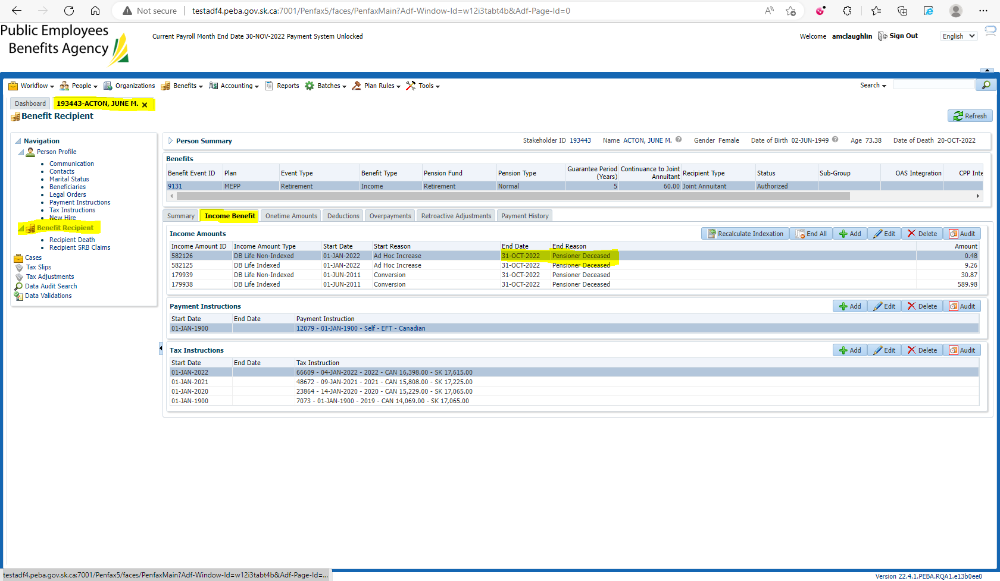 Not secure
testadf4.peba.gov.sk.ca:7001/Penfax5/faces/PenfaxMain?Adf-Window-Id=w12i3tabt4b&Adf-Page-Id=0
Public Employees
Benefits Agency
Current Payroll Month End Date 30-NOV-2022 Payment System Unlocked
Welcome amclaughlin Sign Out English
Workflow People Organizations Benefits Accounting Reports Batches Plan Rules Tools Search
Dashboard 193443-ACTON, JUNE M.
Benefit Recipient
Refresh
Navigation
Person Profile
Communication
Contacts
Marital Status
Beneficiaries
Legal Orders
Payment Instructions
Tax Instructions
New Hire
Benefit Recipient
Recipient Death
Recipient SRB Claims
Cases
Tax Slips
Tax Adjustments
Data Audit Search
Data Validations
Person Summary Stakeholder ID 193443 Name ACTON, JUNE M. Gender Female Date of Birth 02-JUN-1949 Age 73.38 Date of Death 20-OCT-2022
Benefits
Benefit Event ID Plan Event Type Benefit Type Pension Fund Pension Type Guarantee Period (Years) Continuance to Joint Annuitant Recipient Type Status Sub-Group OAS Integration CPP Inte
9131 MEPP Retirement Income Retirement Normal 5 60.00 Joint Annuitant Authorized
Summary Income Benefit Onetime Amounts Deductions Overpayments Retroactive Adjustments Payment History
Income Amounts Recalculate Indexation End All Add Edit Delete Audit
Income Amount ID Income Amount Type Start Date Start Reason End Date End Reason Amount
582126 DB Life Non-Indexed 01-JAN-2022 Ad Hoc Increase 31-OCT-2022 Pensioner Deceased 0.48
582125 DB Life Indexed 01-JAN-2022 Ad Hoc Increase 31-OCT-2022 Pensioner Deceased 9.26
179939 DB Life Non-Indexed 01-JUN-2011 Conversion 31-OCT-2022 Pensioner Deceased 30.87
179938 DB Life Indexed 01-JUN-2011 Conversion 31-OCT-2022 Pensioner Deceased 589.98
Payment Instructions Add Edit Delete Audit
Start Date End Date Payment Instruction
01-JAN-1900 12079 - 01-JAN-1900 - Self - EFT - Canadian
Tax Instructions Add Edit Delete Audit
Start Date End Date Tax Instruction
01-JAN-2022 66609 - 04-JAN-2022 - 2022 - CAN 16,398.00 - SK 17,615.00
01-JAN-2021 48672 - 09-JAN-2021 - 2021 - CAN 15,808.00 - SK 17,225.00
01-JAN-2020 23864 - 14-JAN-2020 - 2020 - CAN 15,229.00 - SK 17,065.00
01-JAN-1900 7073 - 01-JAN-1900 - 2019 - CAN 14,069.00 - SK 17,065.00
testadf4.peba.gov.sk.ca:7001/Penfax5/faces/PenfaxMain?Adf-Window-Id=w12i3tabt4b&Adf-Page-Id=...
Version 22.4.1.PEBA.RQA1.e13b0ee0